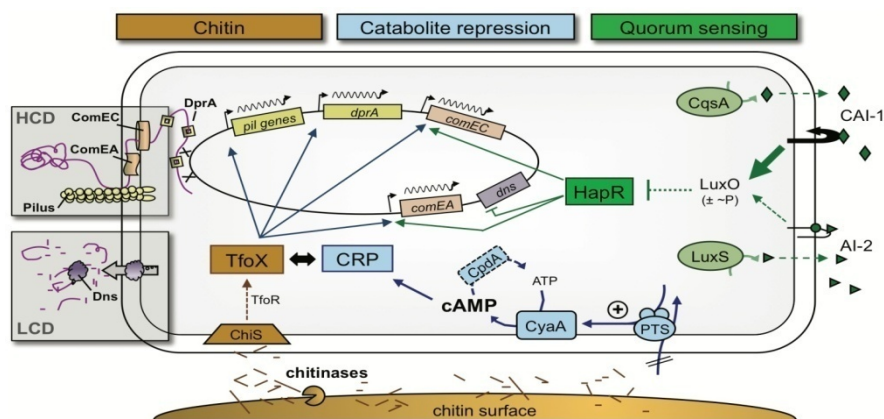 Chitin
Catabolite repression
Quorum sensing
HCD
ComEC
DprA
ComEA
Pilus
pil genes
dprA
comEC
comEA
dns
CqsA
CAI-1
HapR
LuxO
(± ~P)
LuxS
AI-2
LCD
Dns
TfoX
CRP
CpdA
ATP
cAMP
CyaA
+
PTS
TfoR
ChiS
chitinases
chitin surface